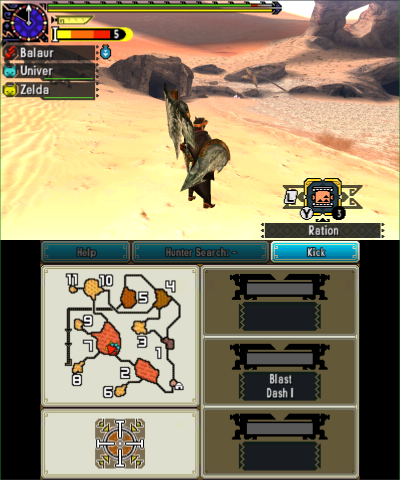 5
Balaur
Univer
Zelda
L
Y
3
Ration
Help
Hunter Search: -
Kick
11
10
4
5
9
3
1
7
2
8
6
Blast
Dash I